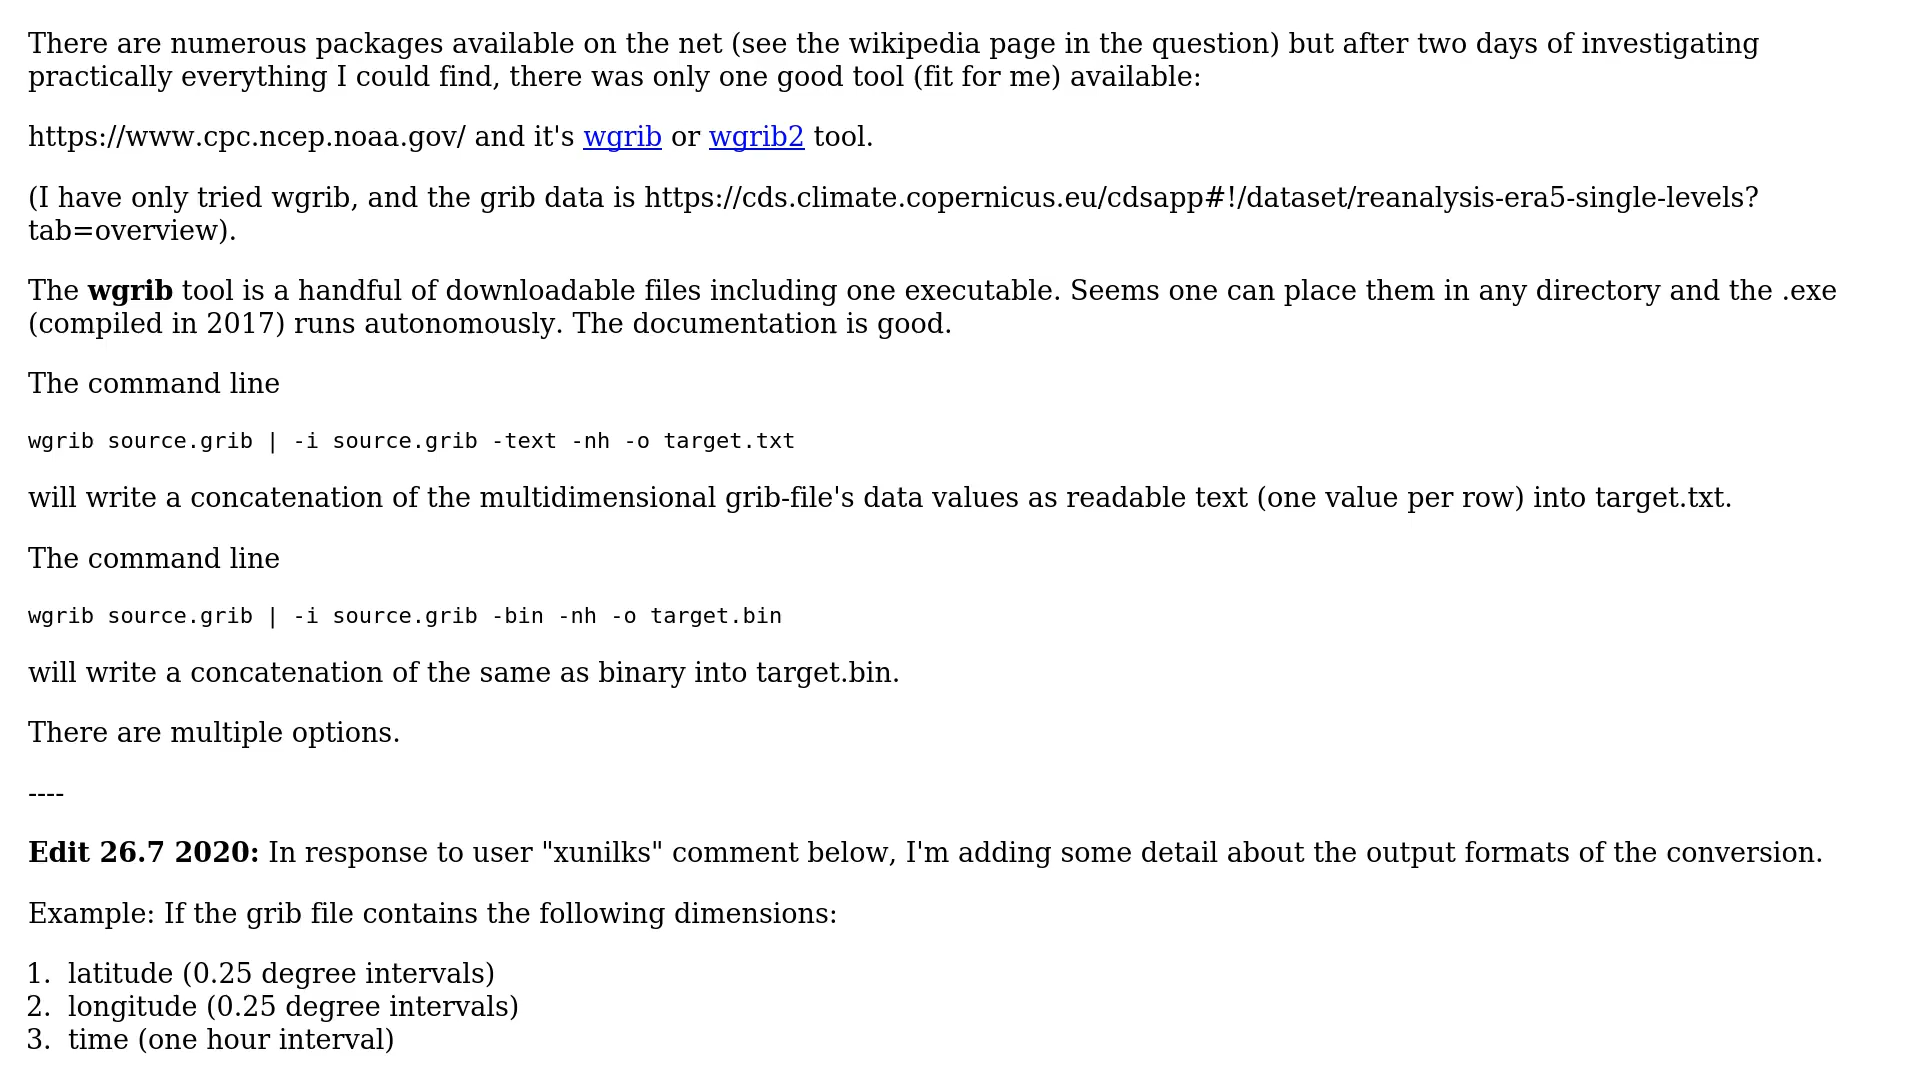 There are numerous packages available on the net (see the wikipedia page in the question) but after two days of investigating
practically everything I could find, there was only one good tool (fit for me) available:
https://www.cpc.ncep.noaa.gov/ and it's wgrib or wgrib2 tool.
(I have only tried wgrib, and the grib data is https://cds.climate.copernicus.eu/cdsapp#!/dataset/reanalysis-era5-single-levels?
tab=overview).
The wgrib tool is a handful of downloadable files including one executable. Seems one can place them in any directory and the .exe
(compiled in 2017) runs autonomously. The documentation is good.
The command line
wgrib source.grib | -i source.grib -text -nh -o target.txt
will write a concatenation of the multidimensional grib-file's data values as readable text (one value per row) into target.txt.
The command line
wgrib source.grib | -i source.grib -bin -nh -o target.bin
will write a concatenation of the same as binary into target.bin.
There are multiple options.
----
Edit 26.7 2020: In response to user "xunilks" comment below, I'm adding some detail about the output formats of the conversion.
Example: If the grib file contains the following dimensions:
1. latitude (0.25 degree intervals)
2. longitude (0.25 degree intervals)
3. time (one hour interval)